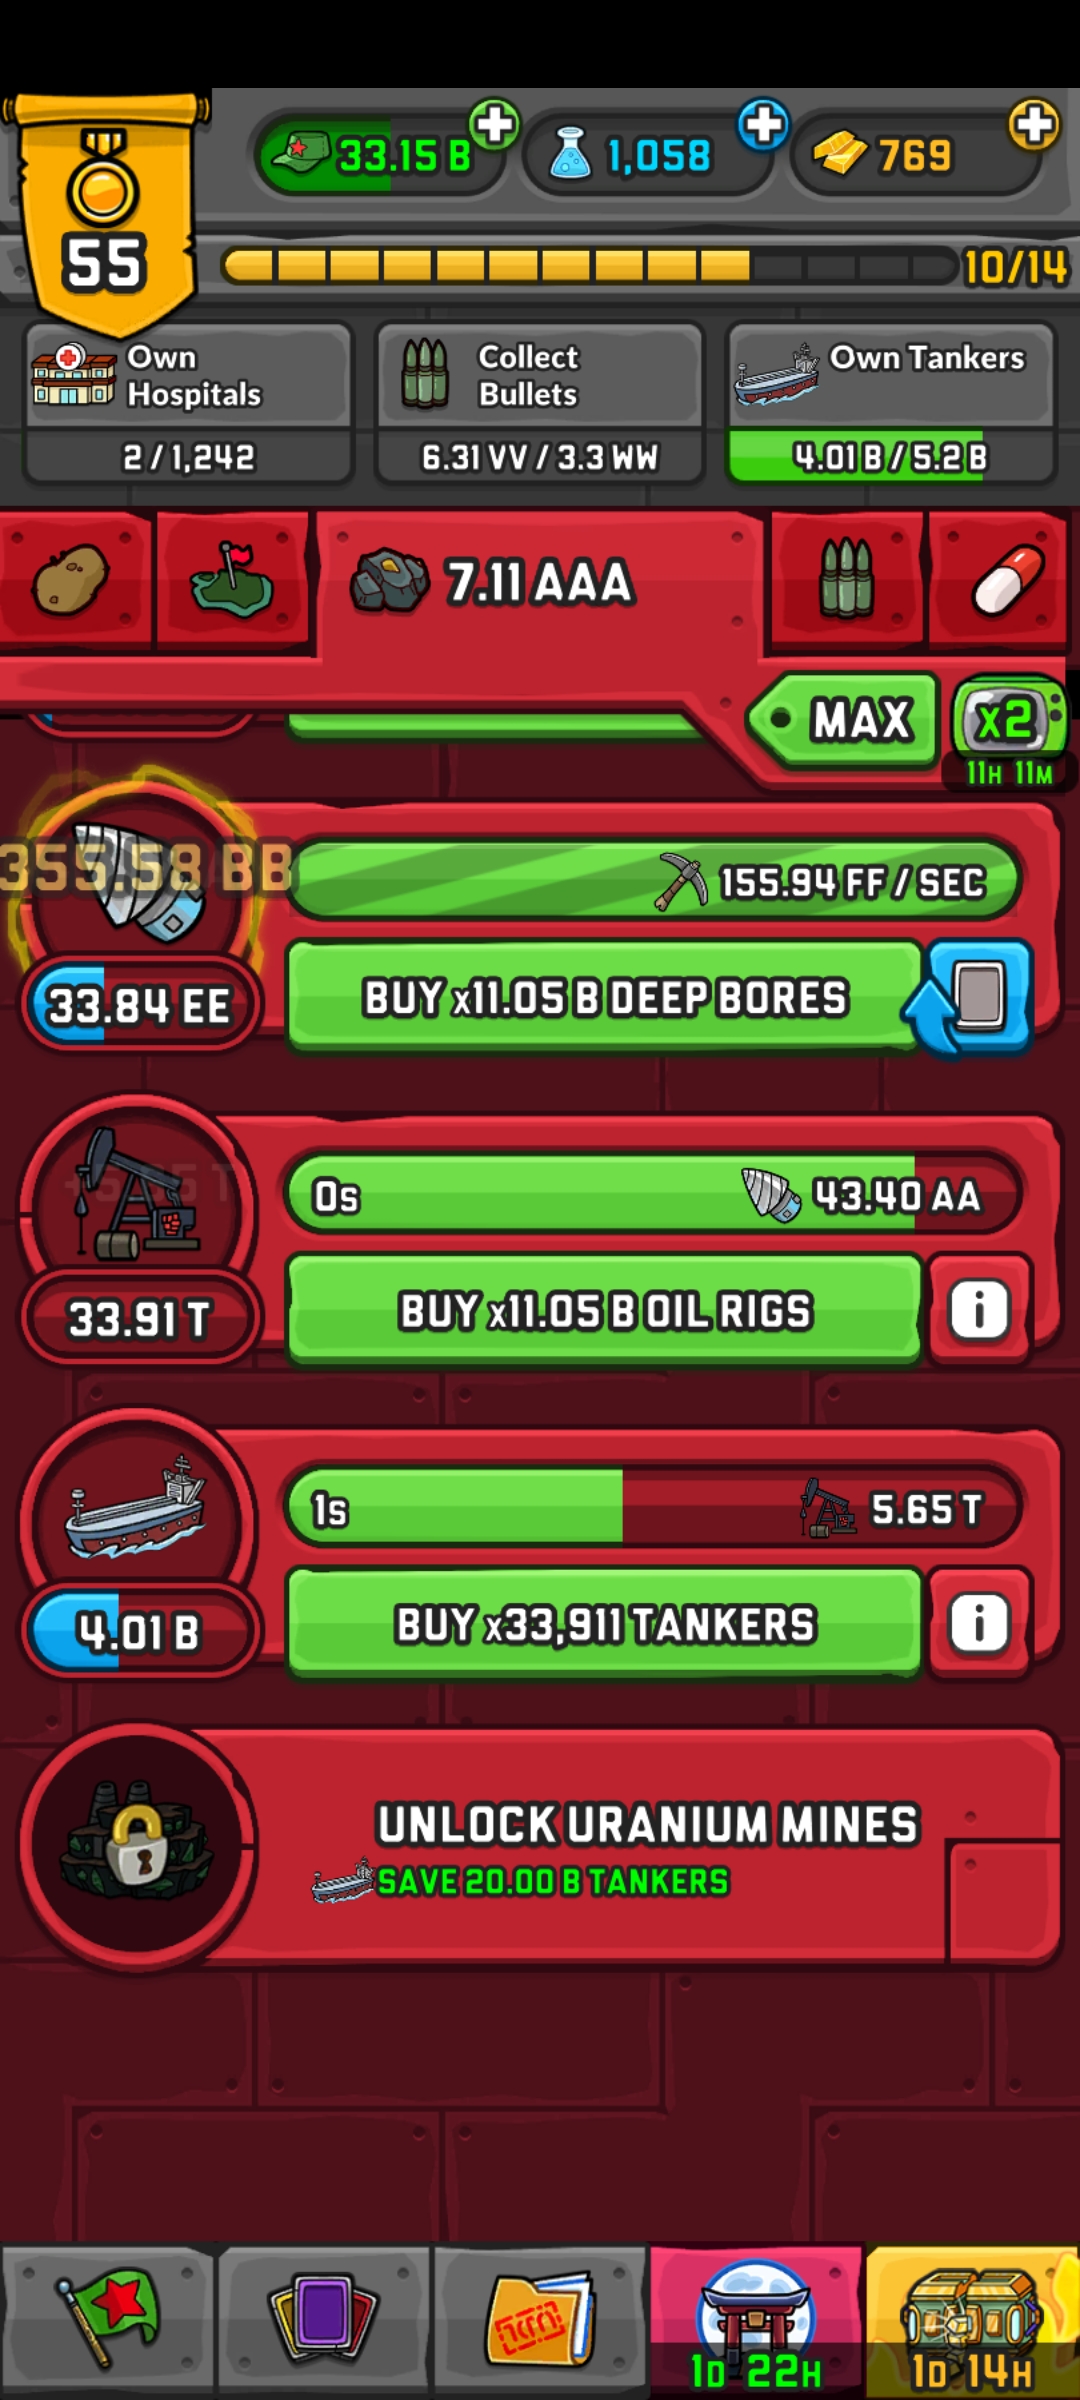 33.15 B
1,058
769
55
10/14
Own
Hospitals
2 / 1,242
Collect
Bullets
6.31 VV / 3.3 WW
Own Tankers
4.01 B / 5.2 B
7.11 AAA
MAX
x2
11H 11M
355.58 BB
155.94 FF / SEC
33.84 EE
BUY x11.05 B DEEP BORES
+5.65 T
0s
43.40 AA
33.91 T
BUY x11.05 B OIL RIGS
i
1s
5.65 T
4.01 B
BUY x33,911 TANKERS
i
UNLOCK URANIUM MINES
SAVE 20.00 B TANKERS
1D 22H
1D 14H